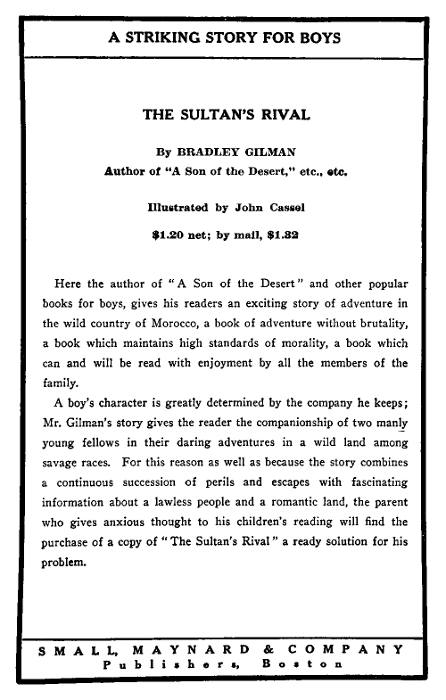 A STRIKING STORY FOR BOYS
THE SULTAN'S RIVAL
By BRADLEY GILMAN
Author of "A Son of the Desert," etc., etc.
Illustrated by John Cassel
$1.20 net; by mail, $1.32
Here the author of "A Son of the Desert" and other popular
books for boys, gives his readers an exciting story of adventure in
the wild country of Morocco, a book of adventure without brutality,
a book which maintains high standards of morality, a book which
can and will be read with enjoyment by all the members of the
family.
A boy's character is greatly determined by the company he keeps;
Mr. Gilman's story gives the reader the companionship of two manly
young fellows in their daring adventures in a wild land among
savage races. For this reason as well as because the story combines
a continuous succession of perils and escapes with fascinating
information about a lawless people and a romantic land, the parent
who gives anxious thought to his children's reading will find the
purchase of a copy of "The Sultan's Rival" a ready solution for his
problem.
SMALL, MAYNARD & COMPANY
Publishers, Boston